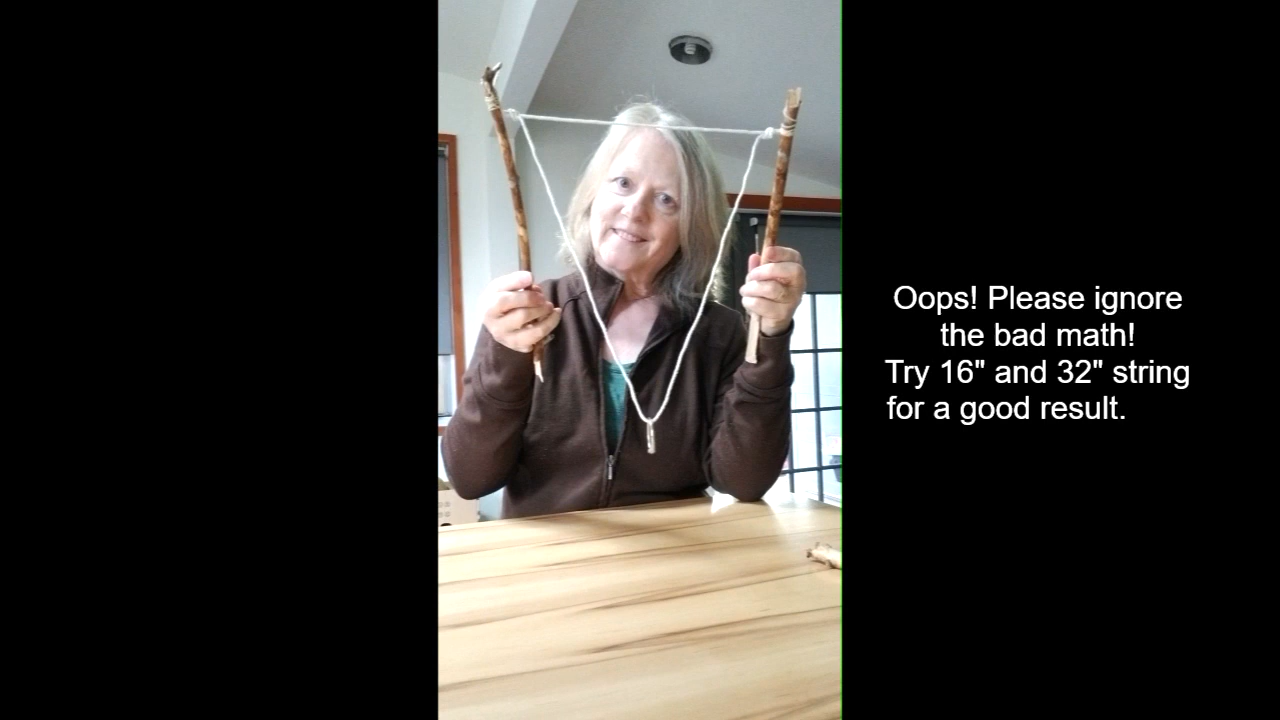 Oops! Please ignore
the bad math!
Try 16" and 32" string
for a good result.